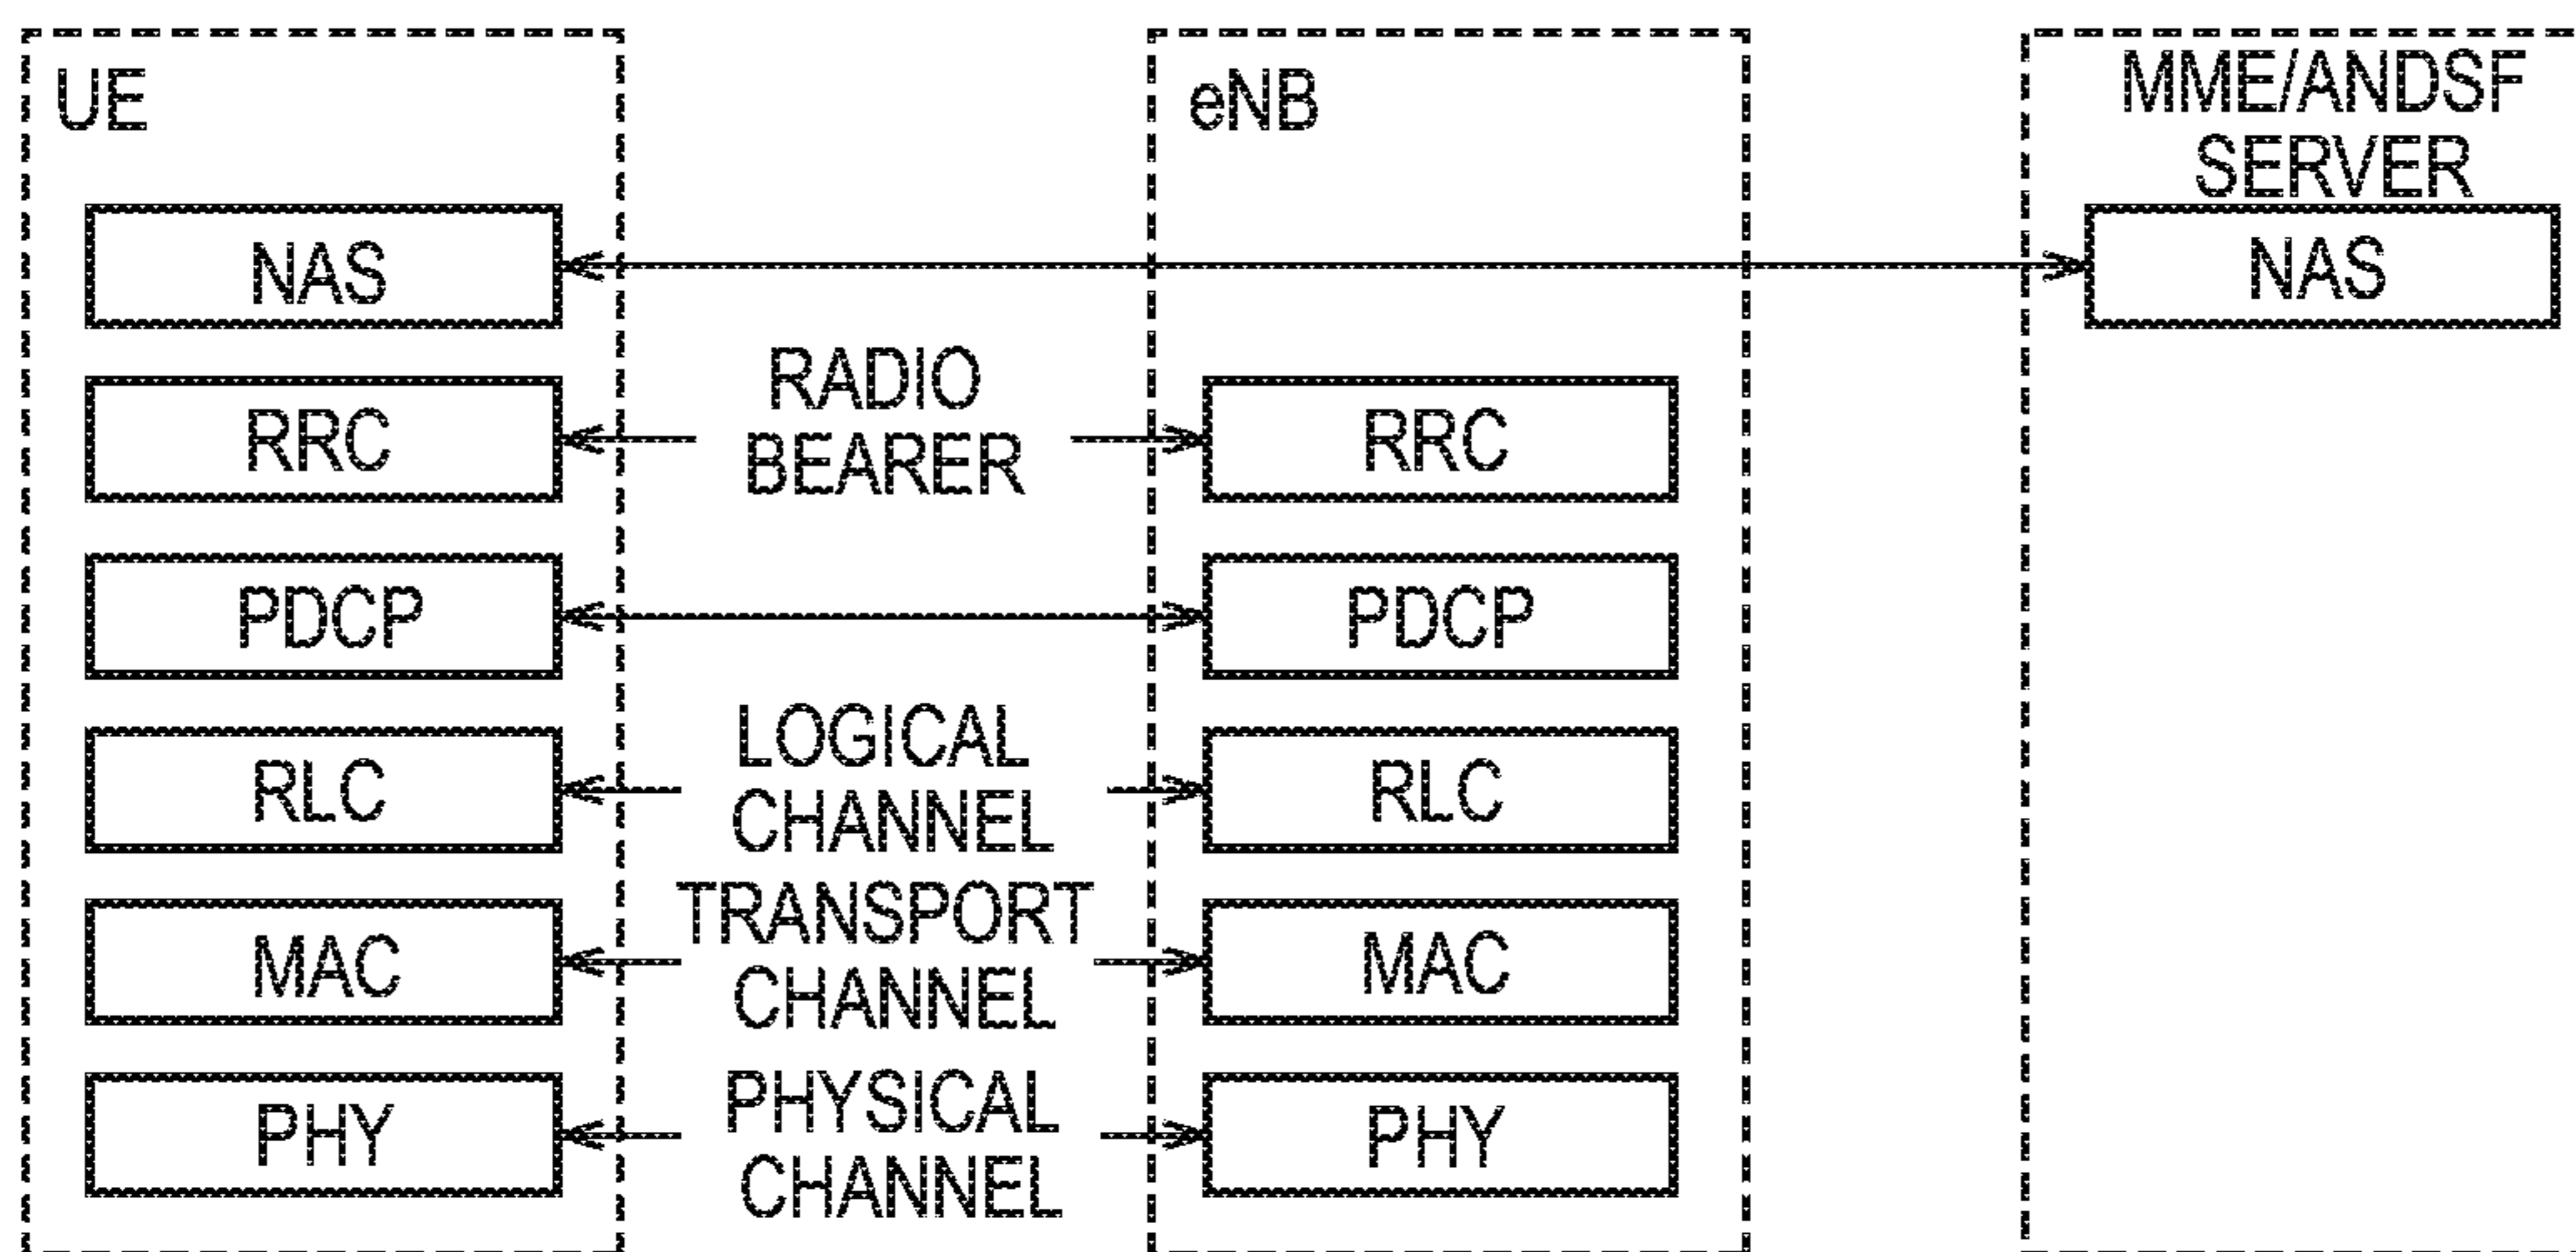 UE
eNB
MME/ANDSF
SERVER
NAS
NAS
RADIO
BEARER
RRC
RRC
PDCP
PDCP
LOGICAL
CHANNEL
RLC
RLC
TRANSPORT
CHANNEL
MAC
MAC
PHYSICAL
CHANNEL
PHY
PHY